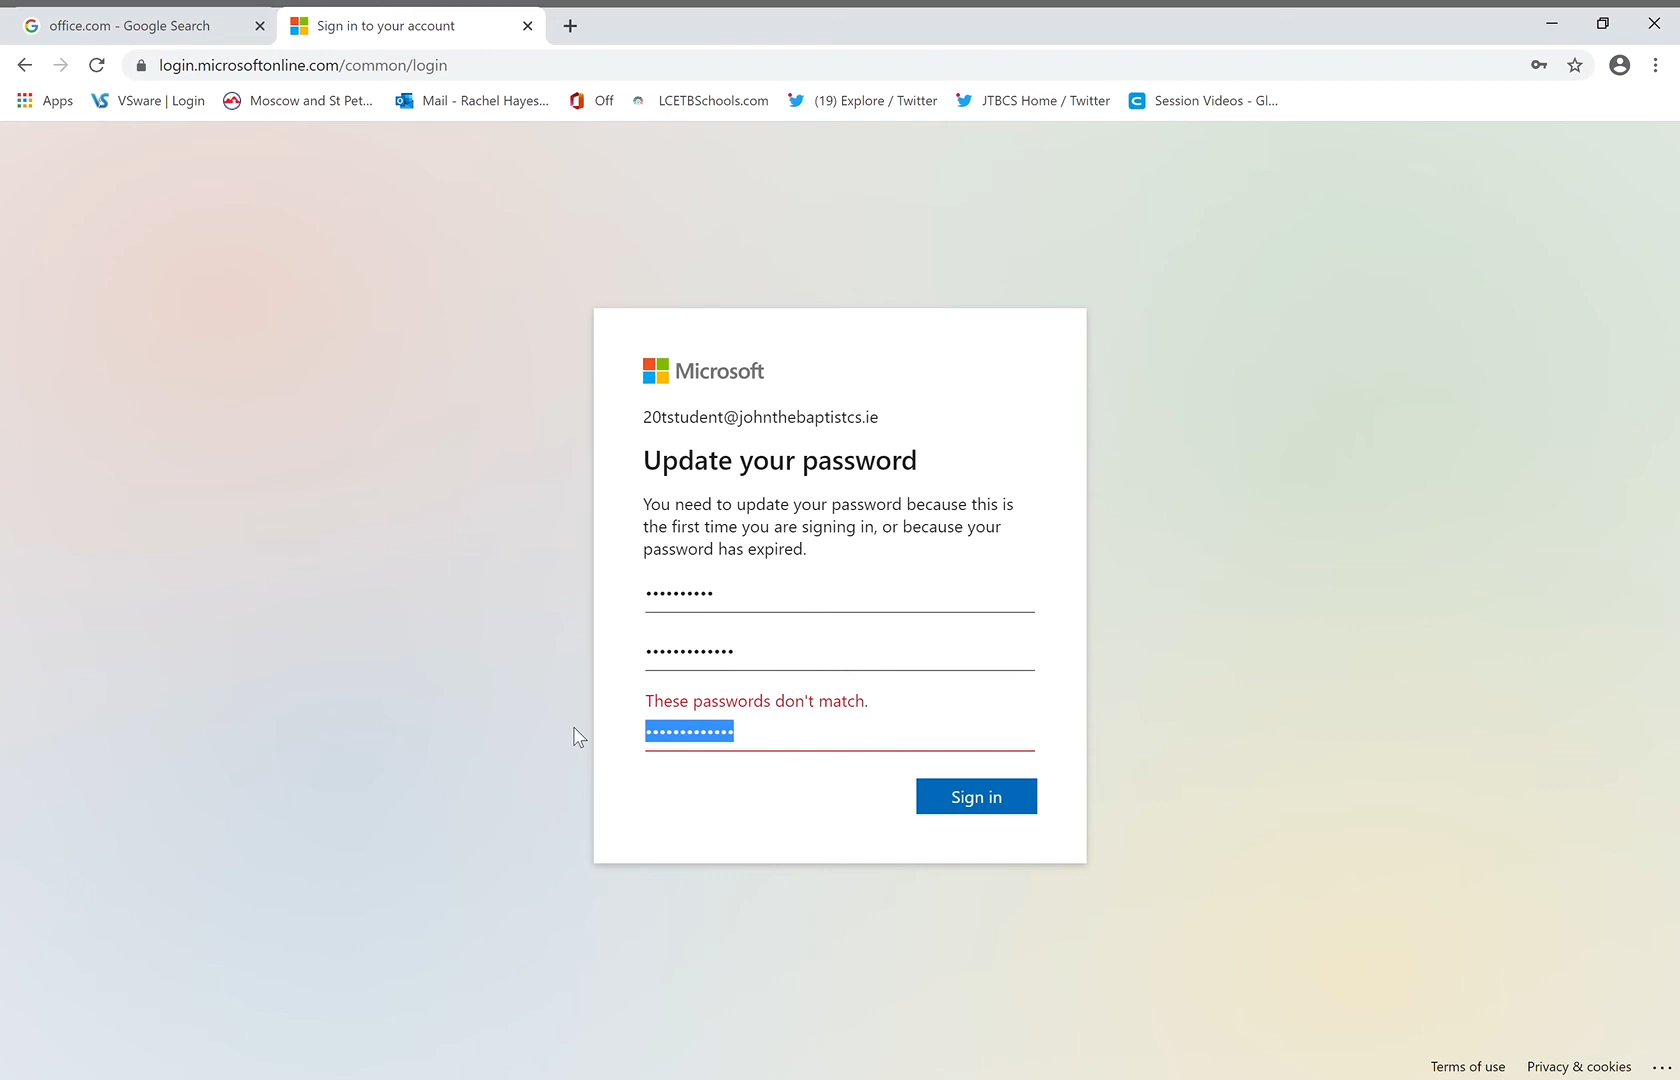 office.com - Google Search
Sign in to your account
login.microsoftonline.com/common/login
Apps
VSware | Login
Moscow and St Pet...
Mail - Rachel Hayes...
Off
LCETBSchools.com
(19) Explore / Twitter
JTBCS Home / Twitter
Session Videos - Gl...
Microsoft
20tstudent@johnthebaptistcs.ie
Update your password
You need to update your password because this is
the first time you are signing in, or because your
password has expired.
These passwords don't match.
Sign in
Terms of use
Privacy & cookies